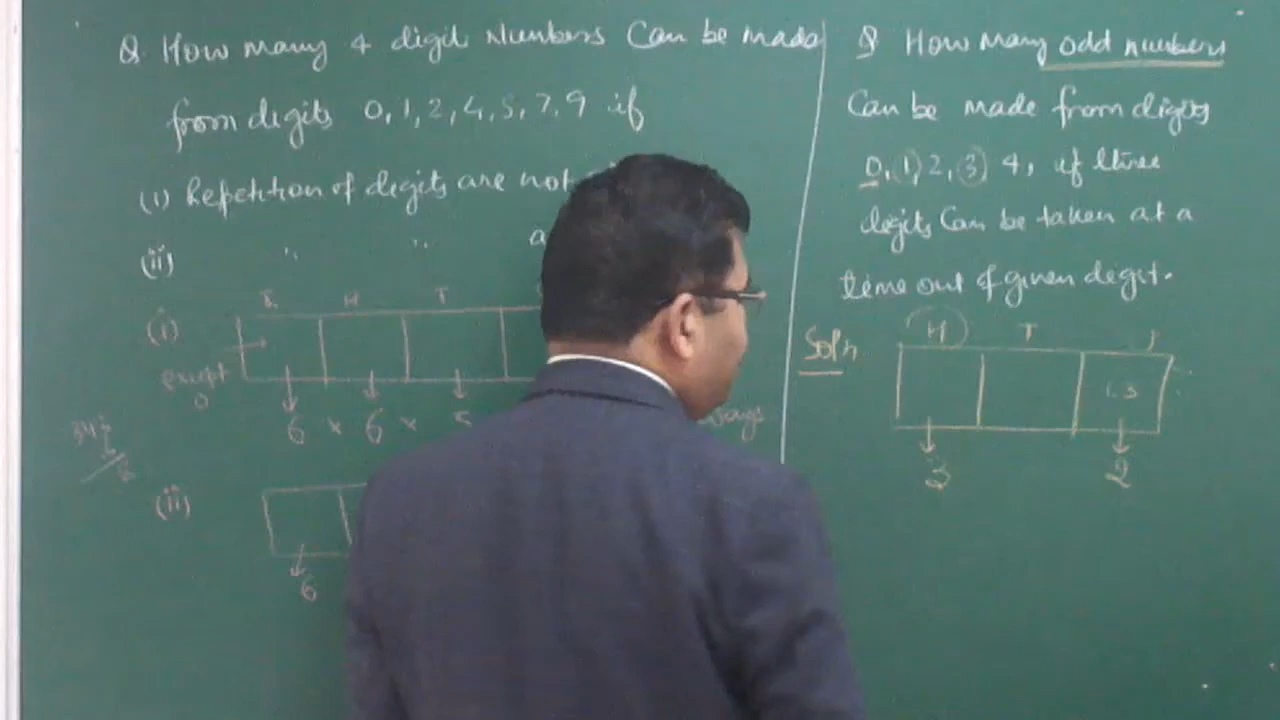 Q. How many 4 digit Numbers Can be made
from digits 0, 1, 2, 4, 5, 7, 9 if
(i) Repetition of digits are not
(ii) " "
(i)
H T
except
0
6 x 6 x 5
ways
(ii)
6
Q How many odd numbers
Can be made from digits
0, 1, 2, 3, 4, if three
digits Can be taken at a
time out of given digit.
Soln
H T
1,3
3 2